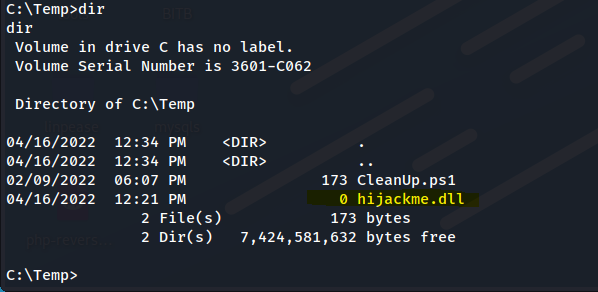 C:\Temp>dir
dir
 Volume in drive C has no label.
 Volume Serial Number is 3601-C062
 Directory of C:\Temp
04/16/2022  12:34 PM    <DIR>          .
04/16/2022  12:34 PM    <DIR>          ..
02/09/2022  06:07 PM               173 CleanUp.ps1
04/16/2022  12:21 PM                 0 hijackme.dll
               2 File(s)            173 bytes
               2 Dir(s)   7,424,581,632 bytes free
C:\Temp>